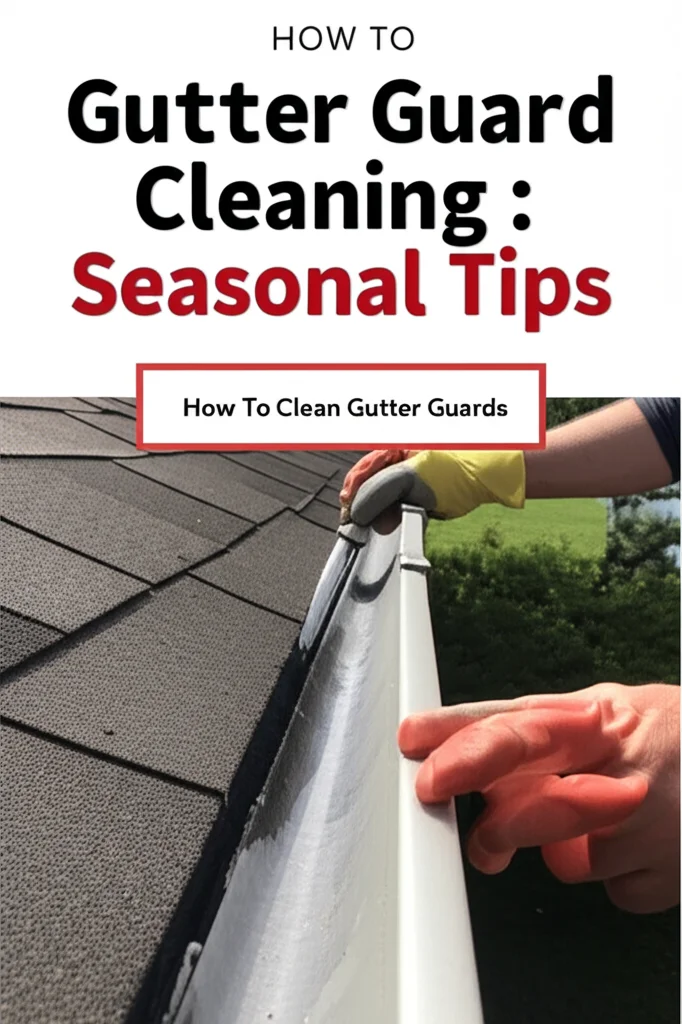 HOW TO
Gutter Guard
Cleaning :
Seasonal Tips
How To Clean Gutter Guards